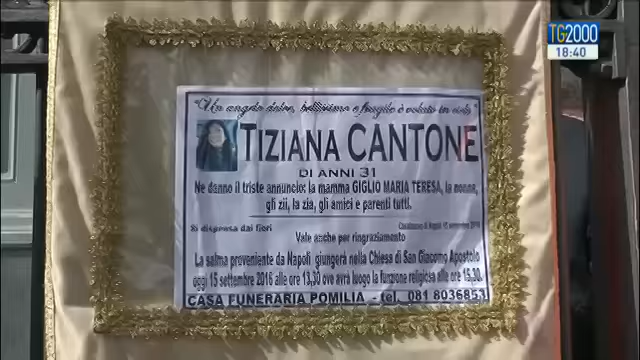 TG2000
18:40
"Un angelo dolce, bellissimo e fragile è volato in cielo"
TIZIANA CANTONE
DI ANNI 31
Ne danno il triste annuncio: la mamma GIGLIO MARIA TERESA, la nonna,
gli zii, la zia, gli amici e parenti tutti.
Si dispensa dai fiori
15 settembre 2016
Vale anche per ringraziamento
La salma proveniente da Napoli giungerà nella Chiesa di San Giacomo Apostolo
oggi 15 settembre 2016 alle ore 13,30 ove avrà luogo la funzione religiosa alle ore 15,30.
CASA FUNERARIA POMILIA - tel. 081 8036853